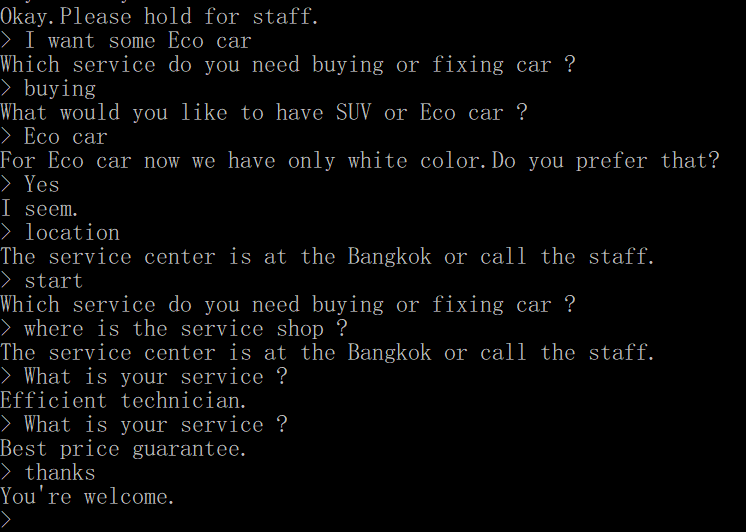 Okay.Please hold for staff.
> I want some Eco car
Which service do you need buying or fixing car ?
> buying
What would you like to have SUV or Eco car ?
> Eco car
For Eco car now we have only white color.Do you prefer that?
> Yes
I seem.
> location
The service center is at the Bangkok or call the staff.
> start
Which service do you need buying or fixing car ?
> where is the service shop ?
The service center is at the Bangkok or call the staff.
> What is your service ?
Efficient technician.
> What is your service ?
Best price guarantee.
> thanks
You're welcome.
>